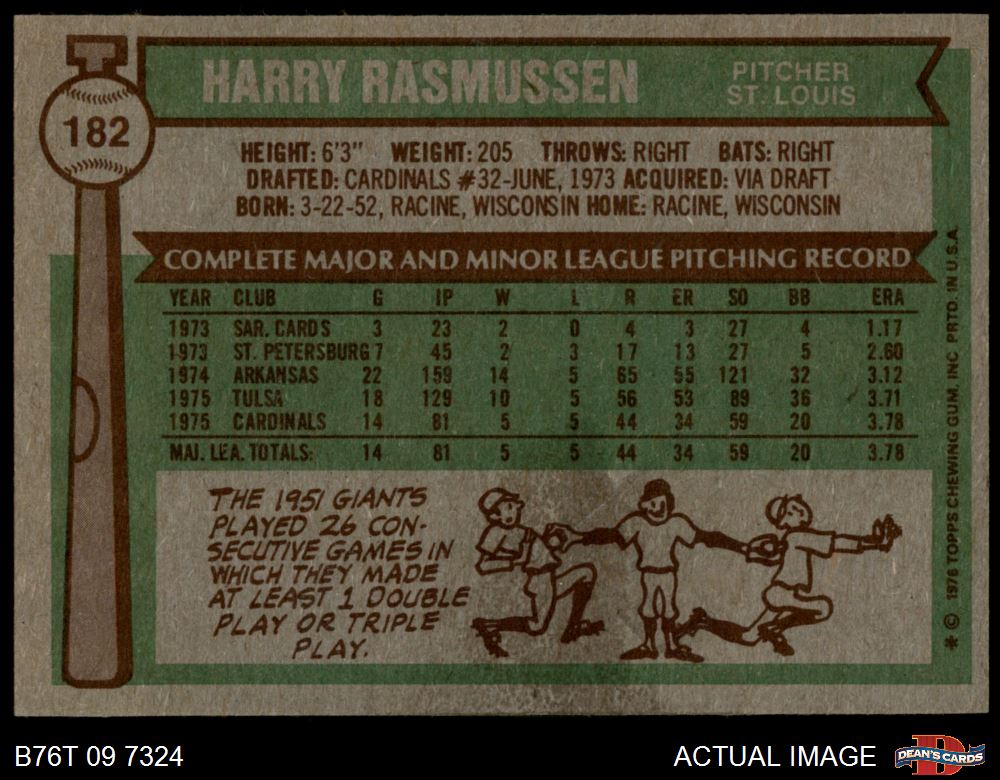 HARRY RASMUSSEN
PITCHER
ST. LOUIS
182
HEIGHT: 6'3" WEIGHT: 205 THROWS: RIGHT BATS: RIGHT
DRAFTED: CARDINALS #32-JUNE, 1973 ACQUIRED: VIA DRAFT
BORN: 3-22-52, RACINE, WISCONSIN HOME: RACINE, WISCONSIN
COMPLETE MAJOR AND MINOR LEAGUE PITCHING RECORD
YEAR CLUB G IP W L R ER SO BB ERA
1973 SAR. CARDS 3 23 2 0 4 3 27 4 1.17
1973 ST. PETERSBURG 7 45 2 3 17 13 27 5 2.60
1974 ARKANSAS 22 159 14 5 65 55 121 32 3.12
1975 TULSA 18 129 10 5 56 53 89 36 3.71
1975 CARDINALS 14 81 5 5 44 34 59 20 3.78
MAJ. LEA. TOTALS: 14 81 5 5 44 34 59 20 3.78
THE 1951 GIANTS
PLAYED 26 CON-
SECUTIVE GAMES IN
WHICH THEY MADE
AT LEAST 1 DOUBLE
PLAY OR TRIPLE
PLAY.
* © 1976 TOPPS CHEWING GUM, INC PRTD. IN U.S.A.
B76T 09 7324
ACTUAL IMAGE
D
DEAN'S CARDS